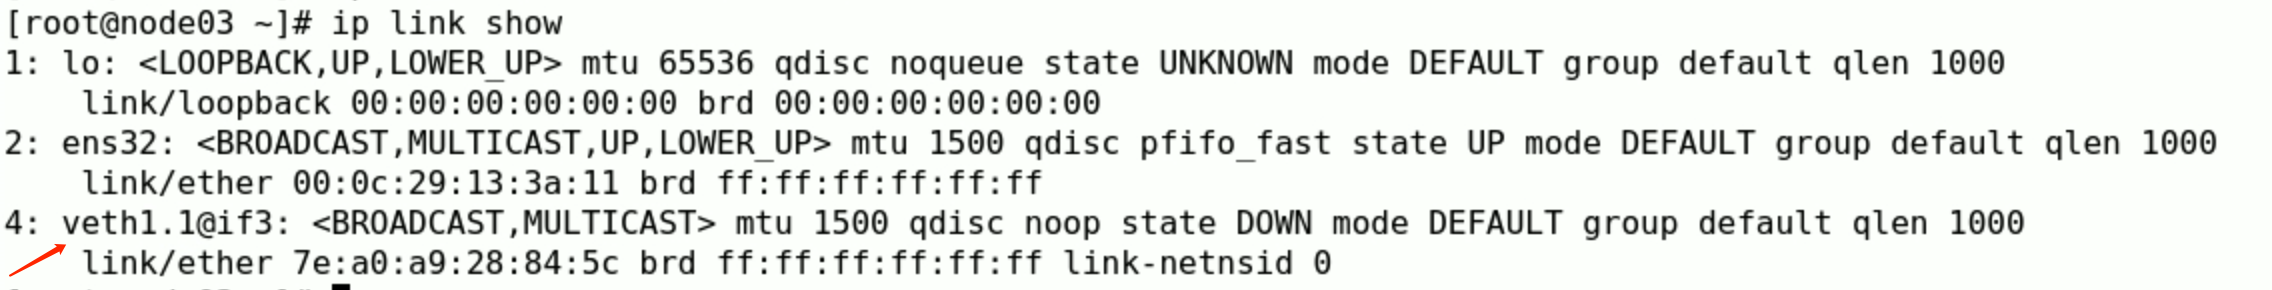 [root@node03 ~]# ip link show
1: lo: <LOOPBACK,UP,LOWER_UP> mtu 65536 qdisc noqueue state UNKNOWN mode DEFAULT group default qlen 1000
    link/loopback 00:00:00:00:00:00 brd 00:00:00:00:00:00
2: ens32: <BROADCAST,MULTICAST,UP,LOWER_UP> mtu 1500 qdisc pfifo_fast state UP mode DEFAULT group default qlen 1000
    link/ether 00:0c:29:13:3a:11 brd ff:ff:ff:ff:ff:ff
4: veth1.1@if3: <BROADCAST,MULTICAST> mtu 1500 qdisc noop state DOWN mode DEFAULT group default qlen 1000
    link/ether 7e:a0:a9:28:84:5c brd ff:ff:ff:ff:ff:ff link-netnsid 0